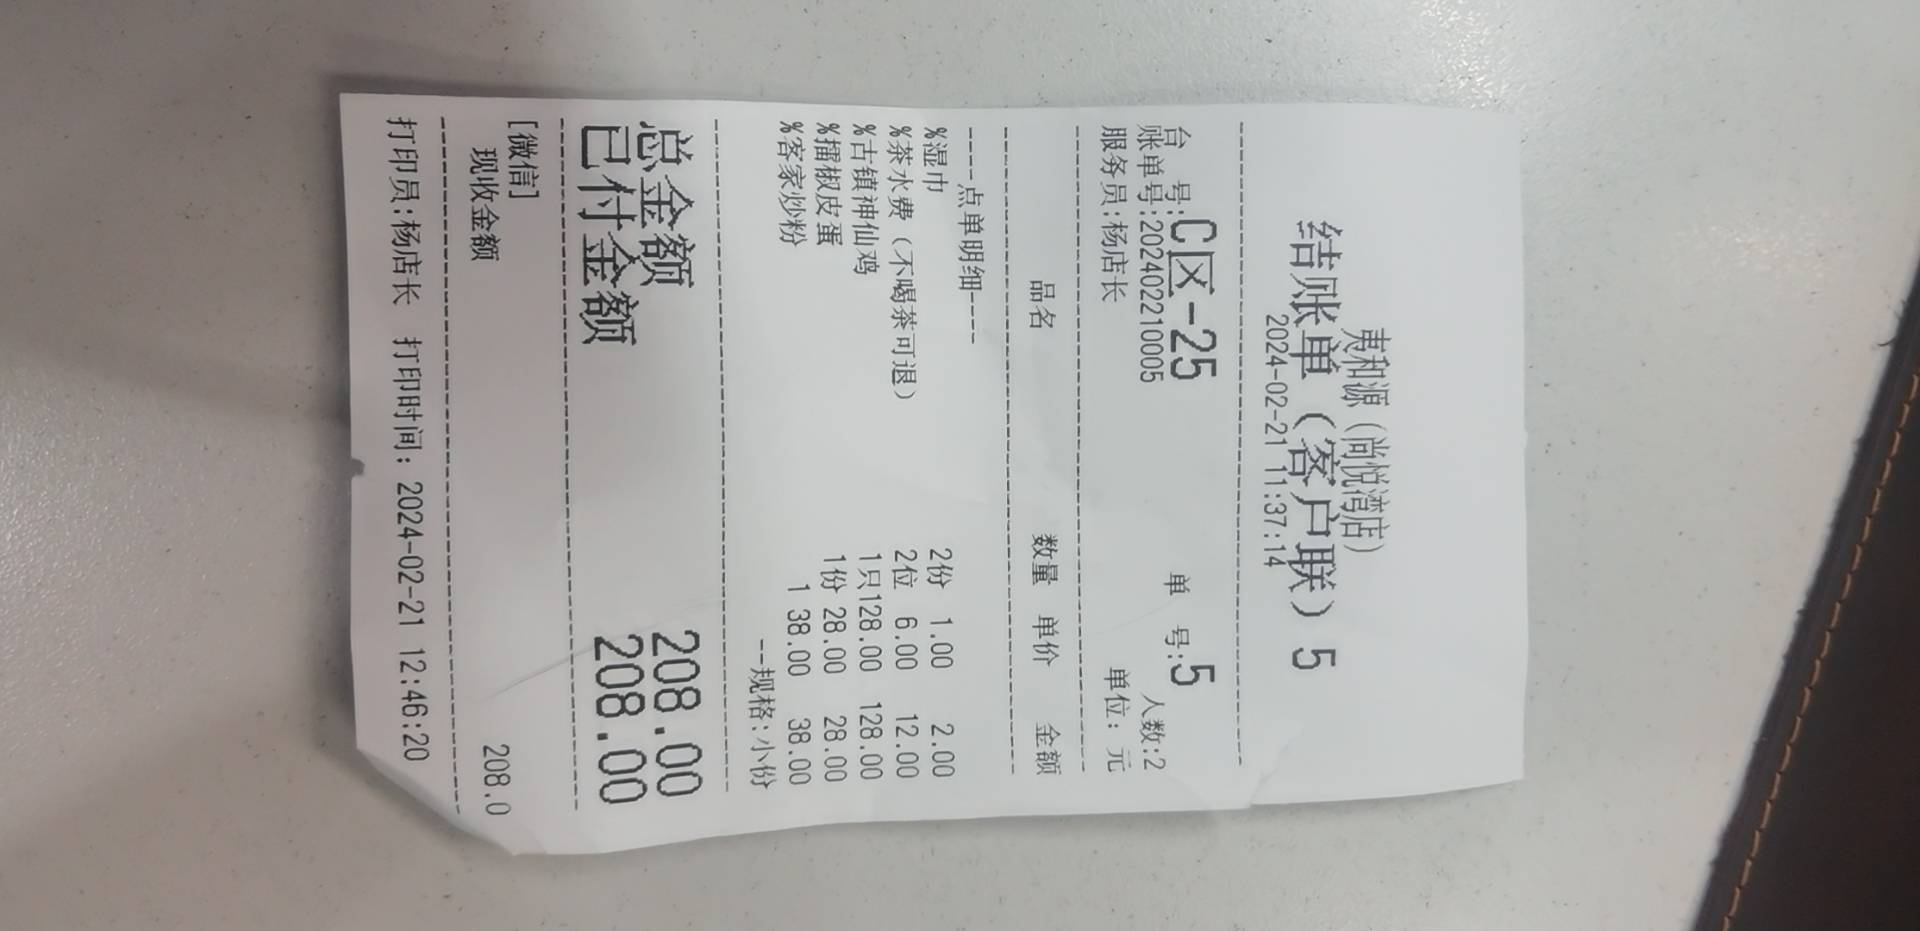 夷和源（尚悦湾店）
结账单（客户联）5
2024-02-21 11:37:14
台 号:C区-25 单 号:5
账单号:202402210005 人数:2
服务员:杨店长 单位: 元
品名 数量 单价 金额
----点单明细----
%湿巾 2份 1.00 2.00
%茶水费（不喝茶可退） 2位 6.00 12.00
%古镇神仙鸡 1只128.00 128.00
%擂椒皮蛋 1份 28.00 28.00
%客家炒粉 1 38.00 38.00
--规格:小份
总金额 208.00
已付金额 208.00
[微信]
现收金额 208.0
打印员:杨店长 打印时间: 2024-02-21 12:46:20